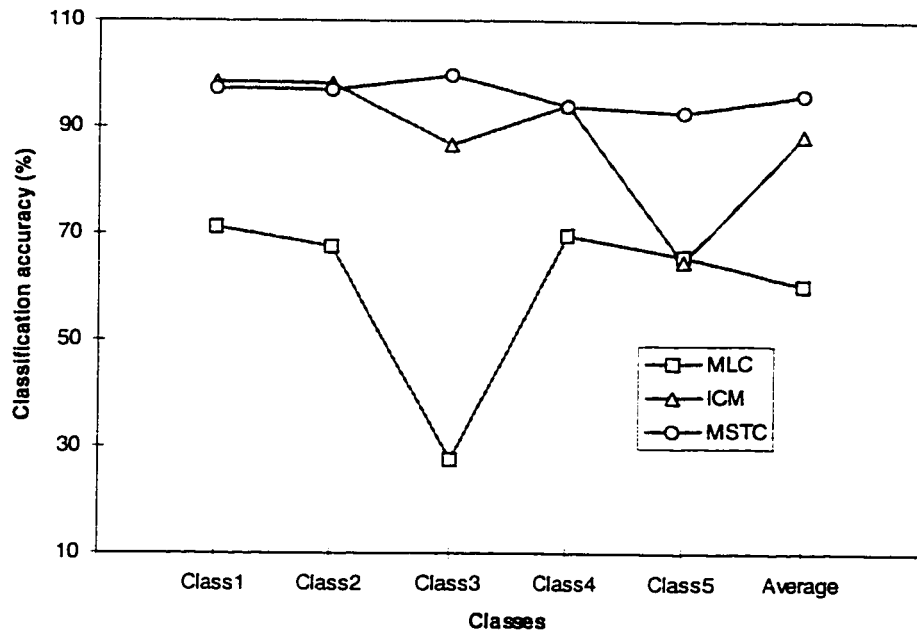 110
90
70
50
30
10
Classification accuracy (%)
MLC
ICM
MSTC
Class1 Class2 Class3 Class4 Class5 Average
Classes